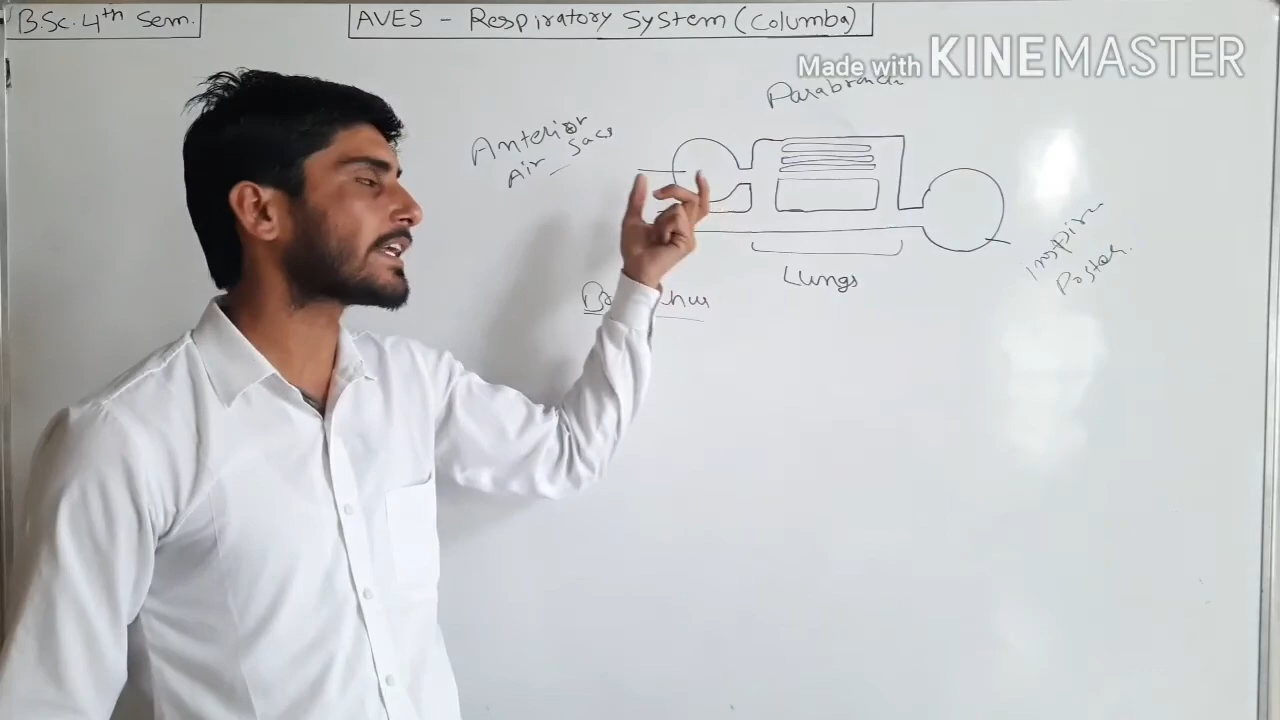 B.Sc. 4th Sem.
AVES - Respiratory System (Columba)
Made with KINEMASTER
Anterior
Air Sacs
Lungs